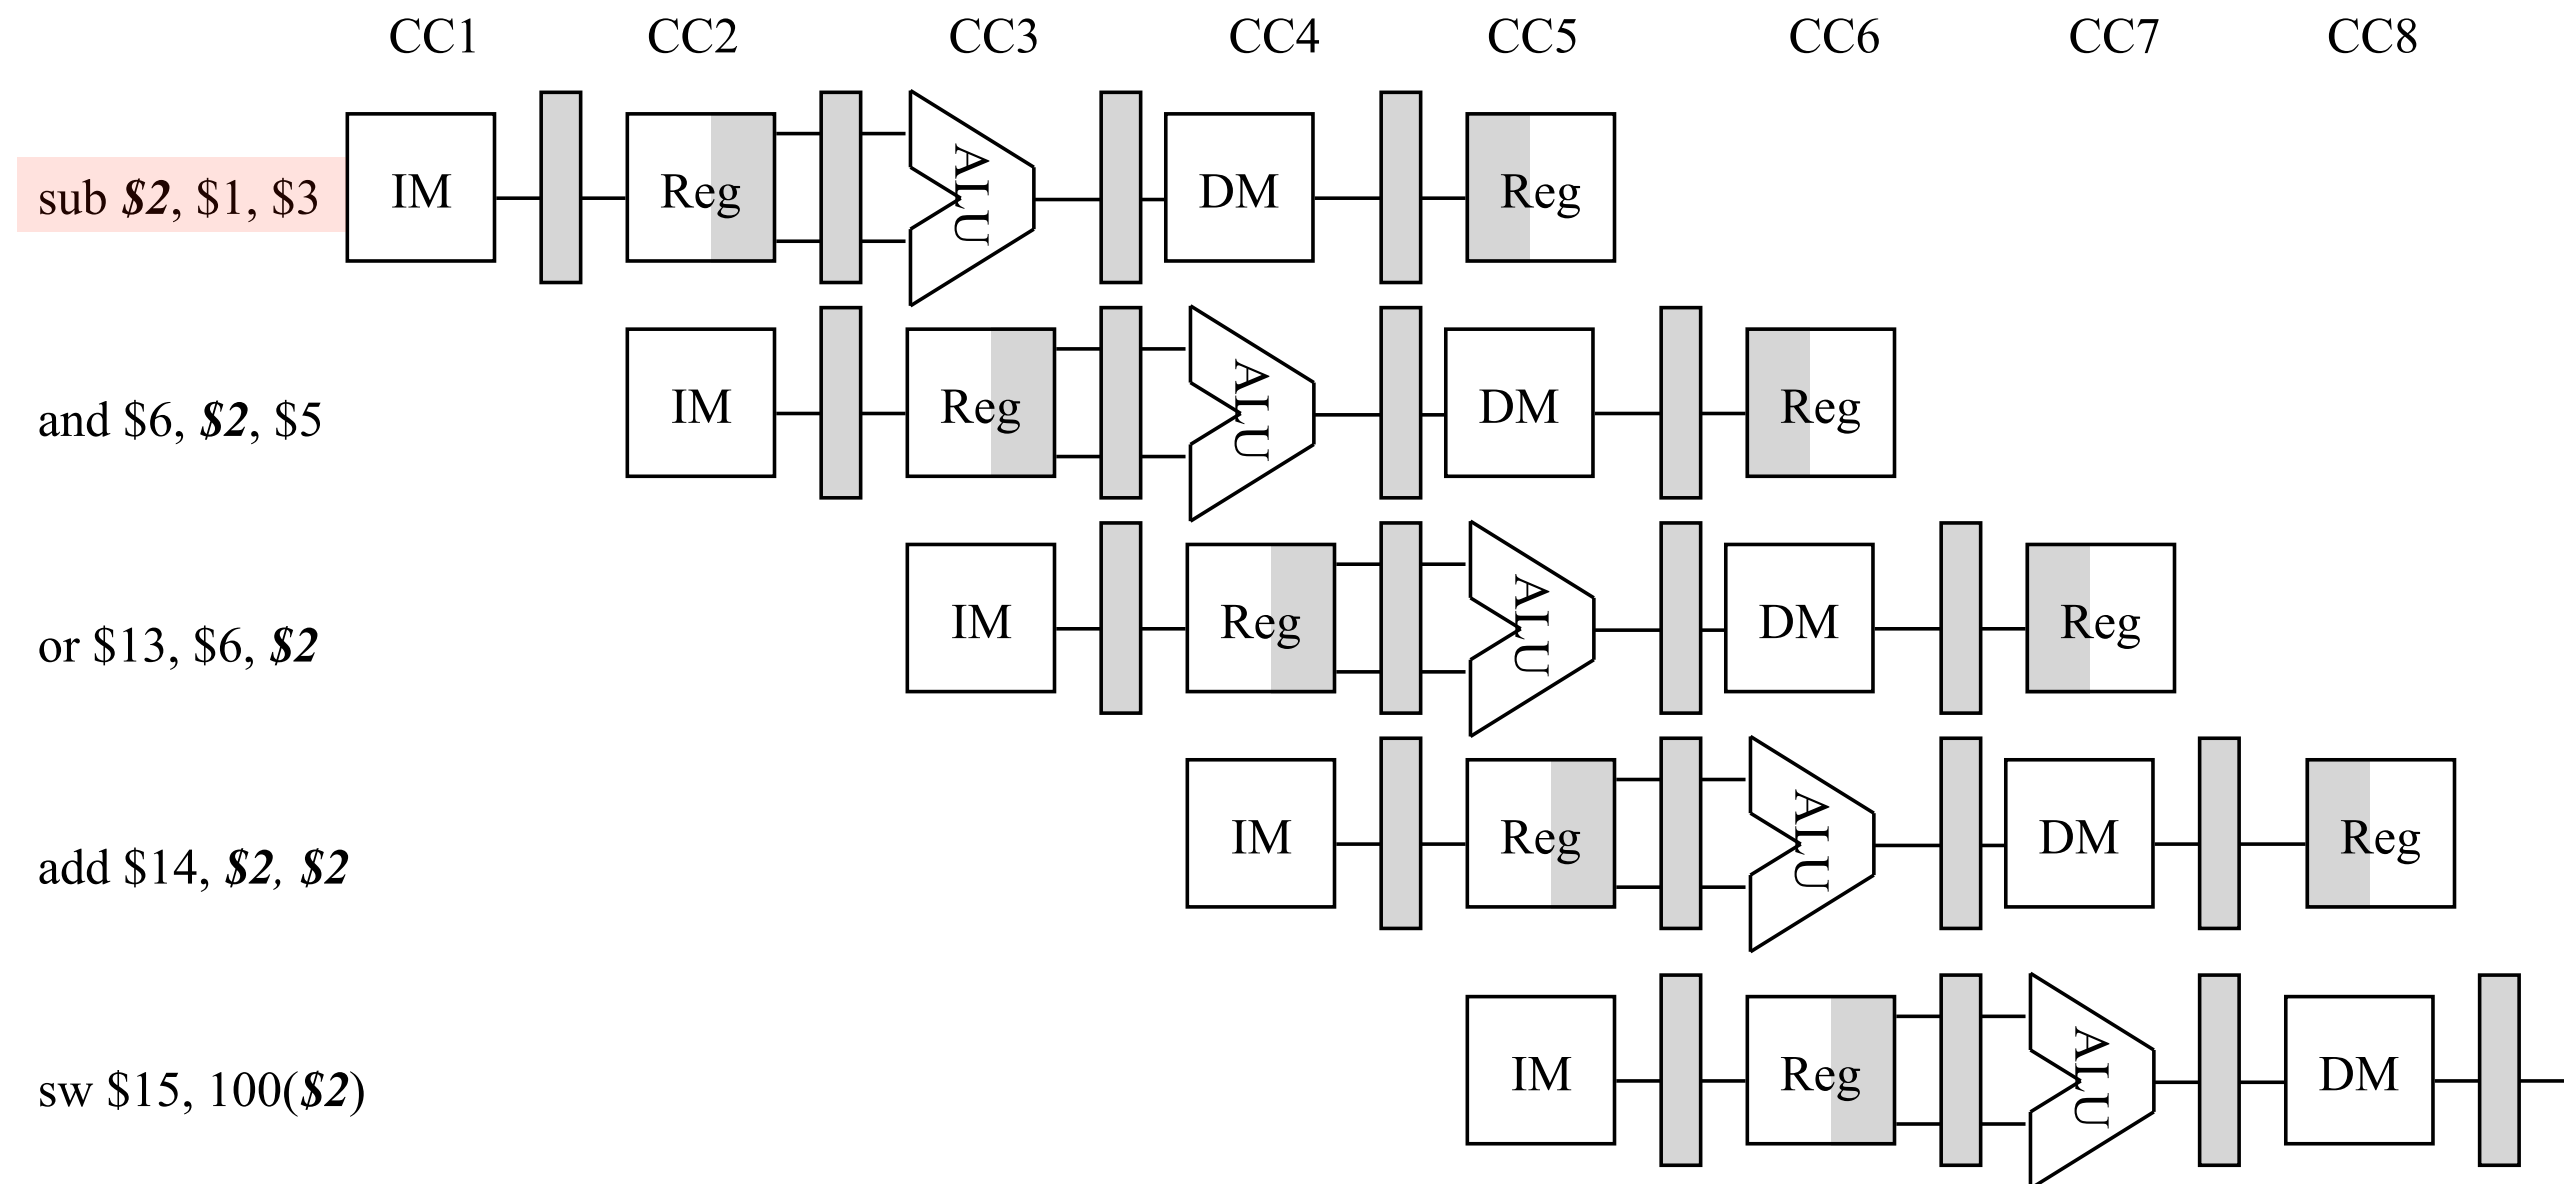 CC1 CC2 CC3 CC4 CC5 CC6 CC7 CC8
sub $2, $1, $3 IM Reg ALU DM Reg
and $6, $2, $5 IM Reg ALU DM Reg
or $13, $6, $2 IM Reg ALU DM Reg
add $14, $2, $2 IM Reg ALU DM Reg
sw $15, 100($2) IM Reg ALU DM